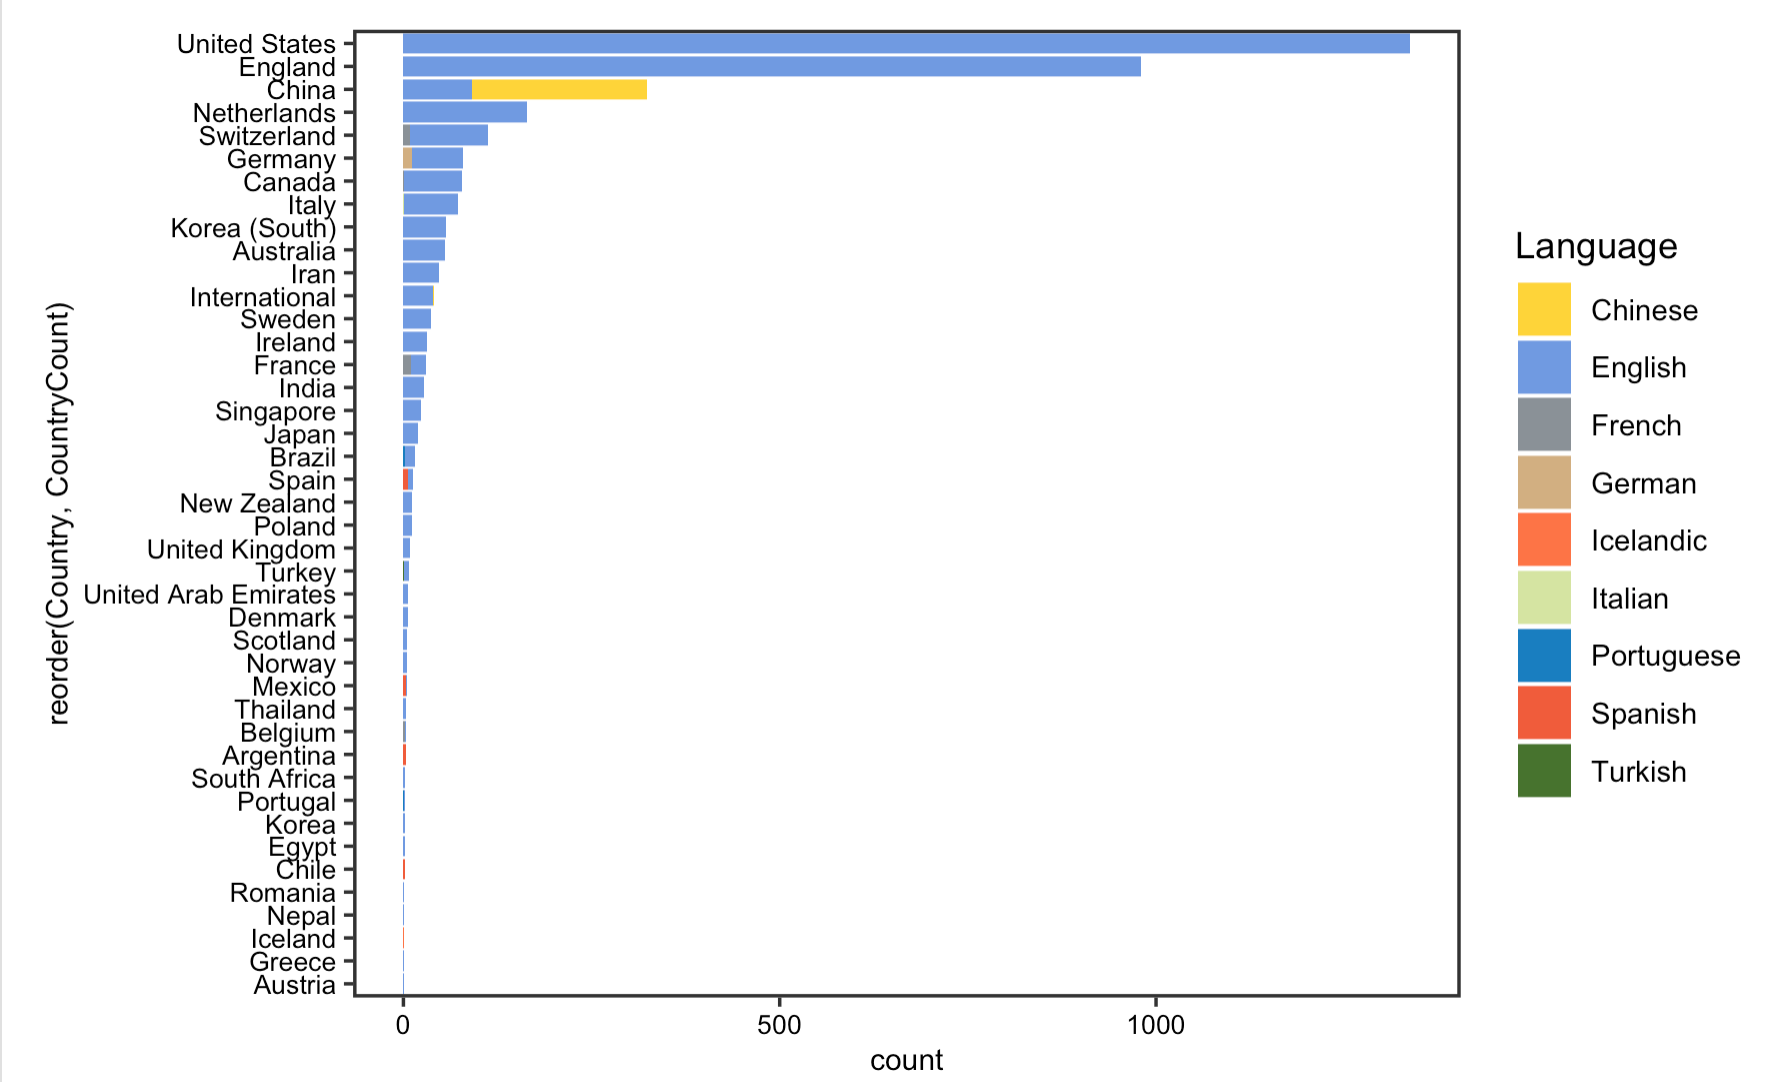 reorder(Country, CountryCount)
United States
England
China
Netherlands
Switzerland
Germany
Canada
Italy
Korea (South)
Australia
Iran
International
Sweden
Ireland
France
India
Singapore
Japan
Brazil
Spain
New Zealand
Poland
United Kingdom
Turkey
United Arab Emirates
Denmark
Scotland
Norway
Mexico
Thailand
Belgium
Argentina
South Africa
Portugal
Korea
Egypt
Chile
Romania
Nepal
Iceland
Greece
Austria
0 500 1000
count
Language
Chinese
English
French
German
Icelandic
Italian
Portuguese
Spanish
Turkish